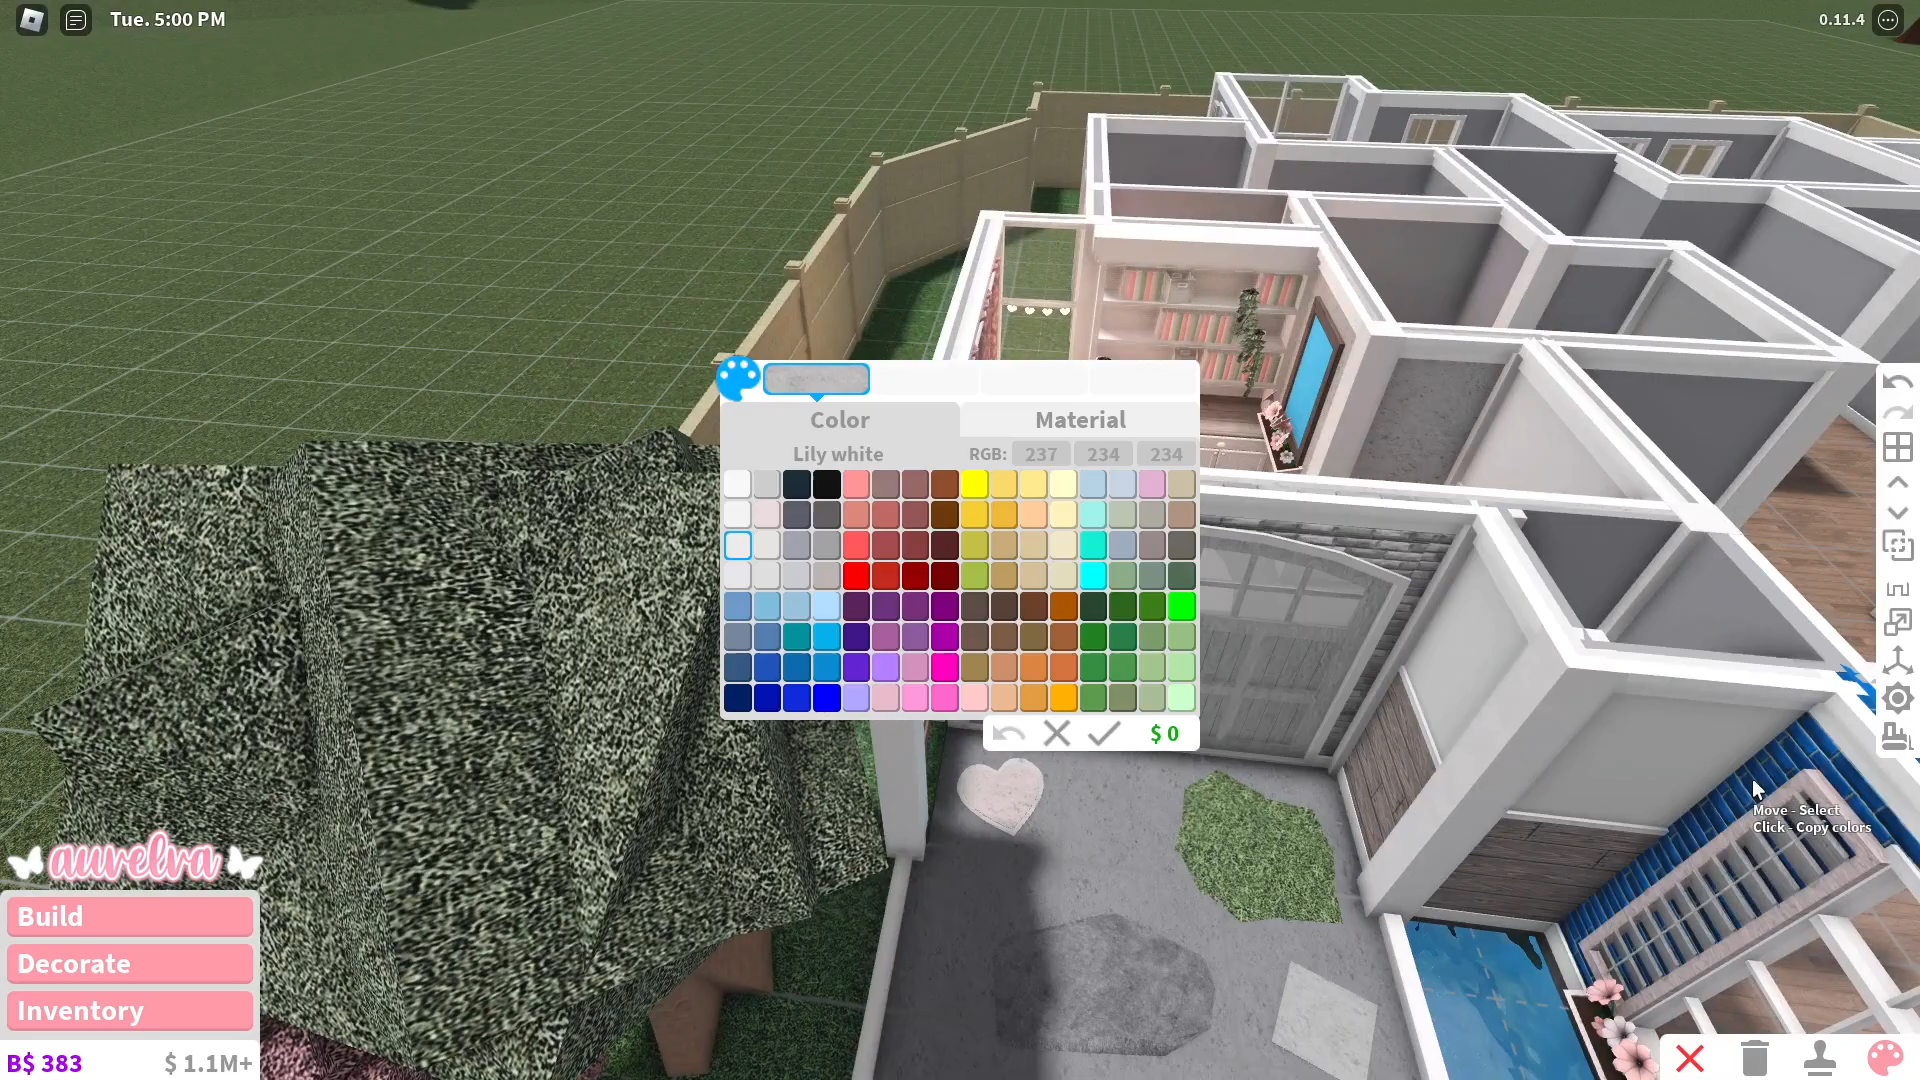 Tue. 5:00 PM
0.11.4
Color
Material
Lily white
RGB: 237 234 234
$ 0
Move - Select
Click - Copy colors
aurelva
Build
Decorate
Inventory
B$ 383
$ 1.1M+